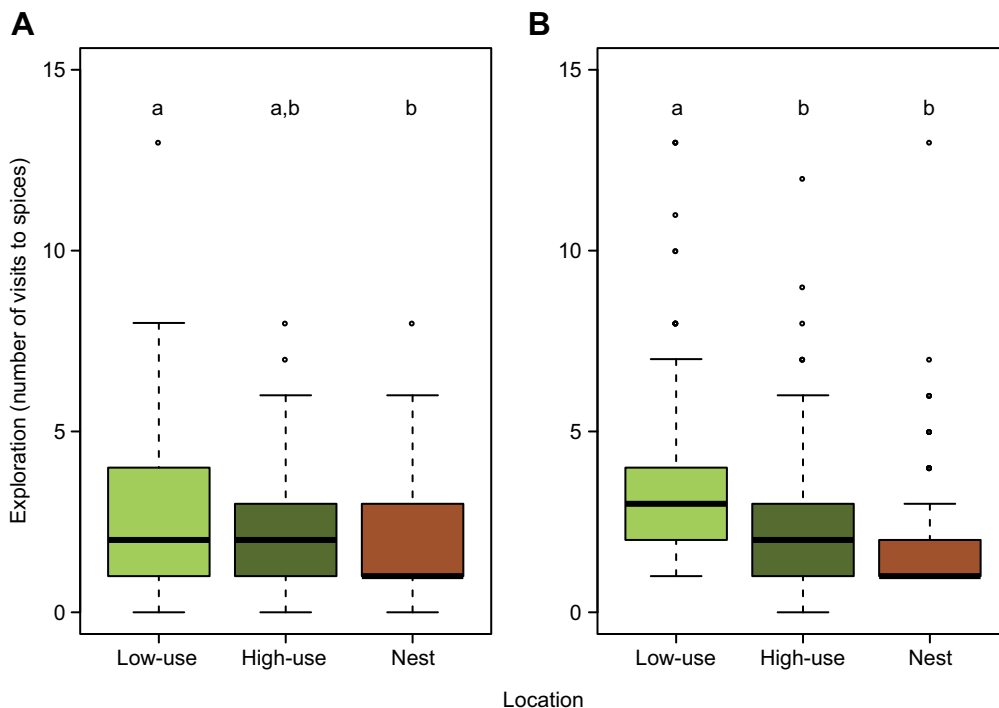 A
B
Exploration (number of visits to spices)
15
10
5
0
a
a,b
b
Low-use
High-use
Nest
15
10
5
0
a
b
b
Low-use
High-use
Nest
Location